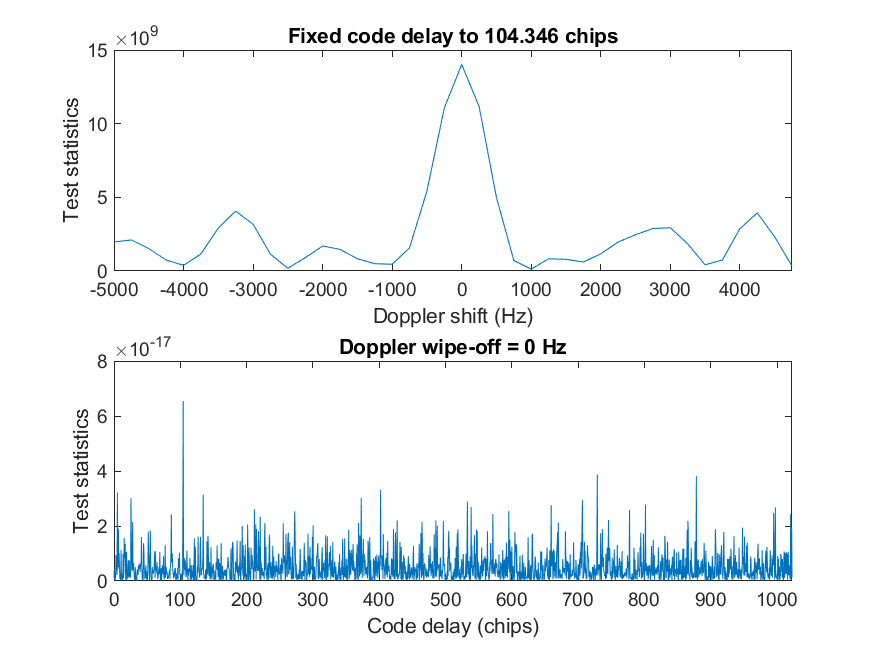 ×10^9
Fixed code delay to 104.346 chips
15
10
5
0
Test statistics
-5000 -4000 -3000 -2000 -1000 0 1000 2000 3000 4000
Doppler shift (Hz)
×10^-17
Doppler wipe-off = 0 Hz
8
6
4
2
0
Test statistics
0 100 200 300 400 500 600 700 800 900 1000
Code delay (chips)